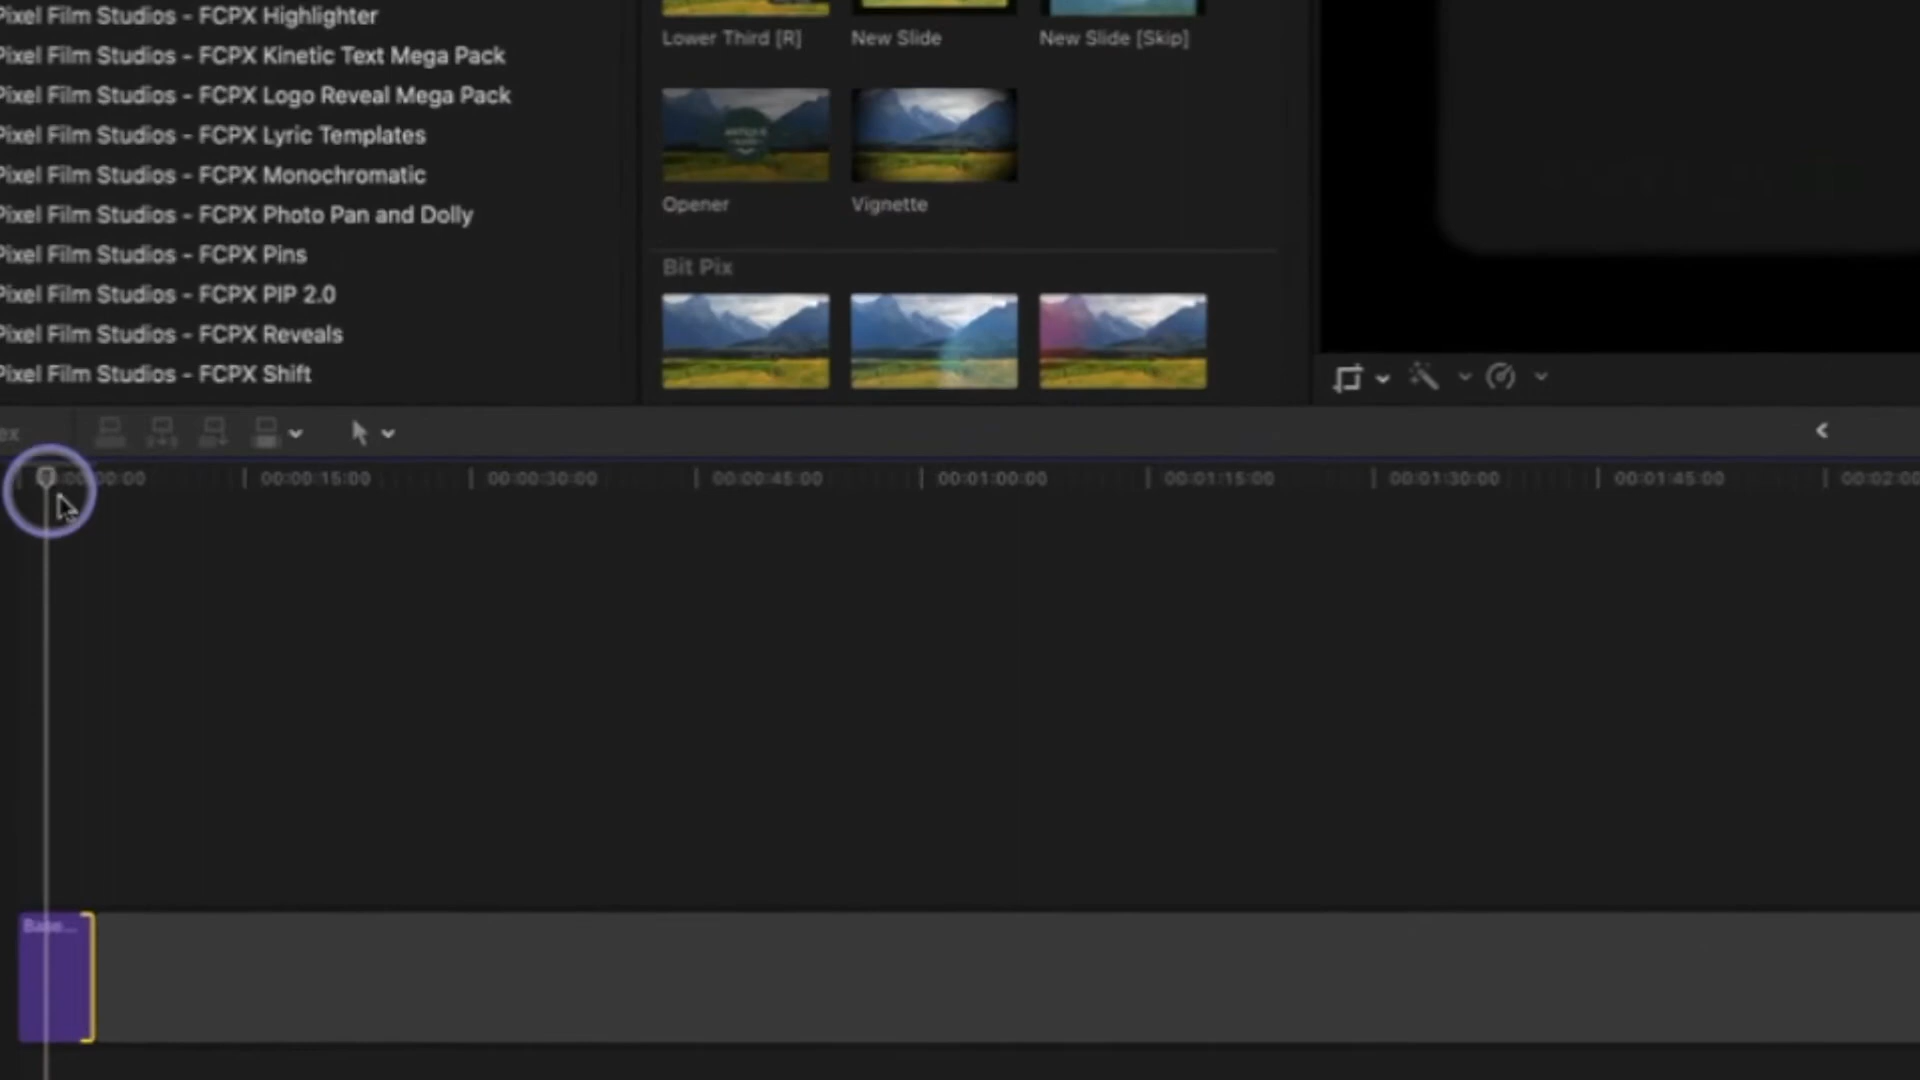 Pixel Film Studios - FCPX Highlighter
Pixel Film Studios - FCPX Kinetic Text Mega Pack
Pixel Film Studios - FCPX Logo Reveal Mega Pack
Pixel Film Studios - FCPX Lyric Templates
Pixel Film Studios - FCPX Monochromatic
Pixel Film Studios - FCPX Photo Pan and Dolly
Pixel Film Studios - FCPX Pins
Pixel Film Studios - FCPX PIP 2.0
Pixel Film Studios - FCPX Reveals
Pixel Film Studios - FCPX Shift
Lower Third [R] New Slide New Slide [Skip]
Opener Vignette
Bit Pix
ex
00:00:15:00 00:00:30:00 00:00:45:00 00:01:00:00 00:01:15:00 00:01:30:00 00:01:45:00 00:02:00
Base...